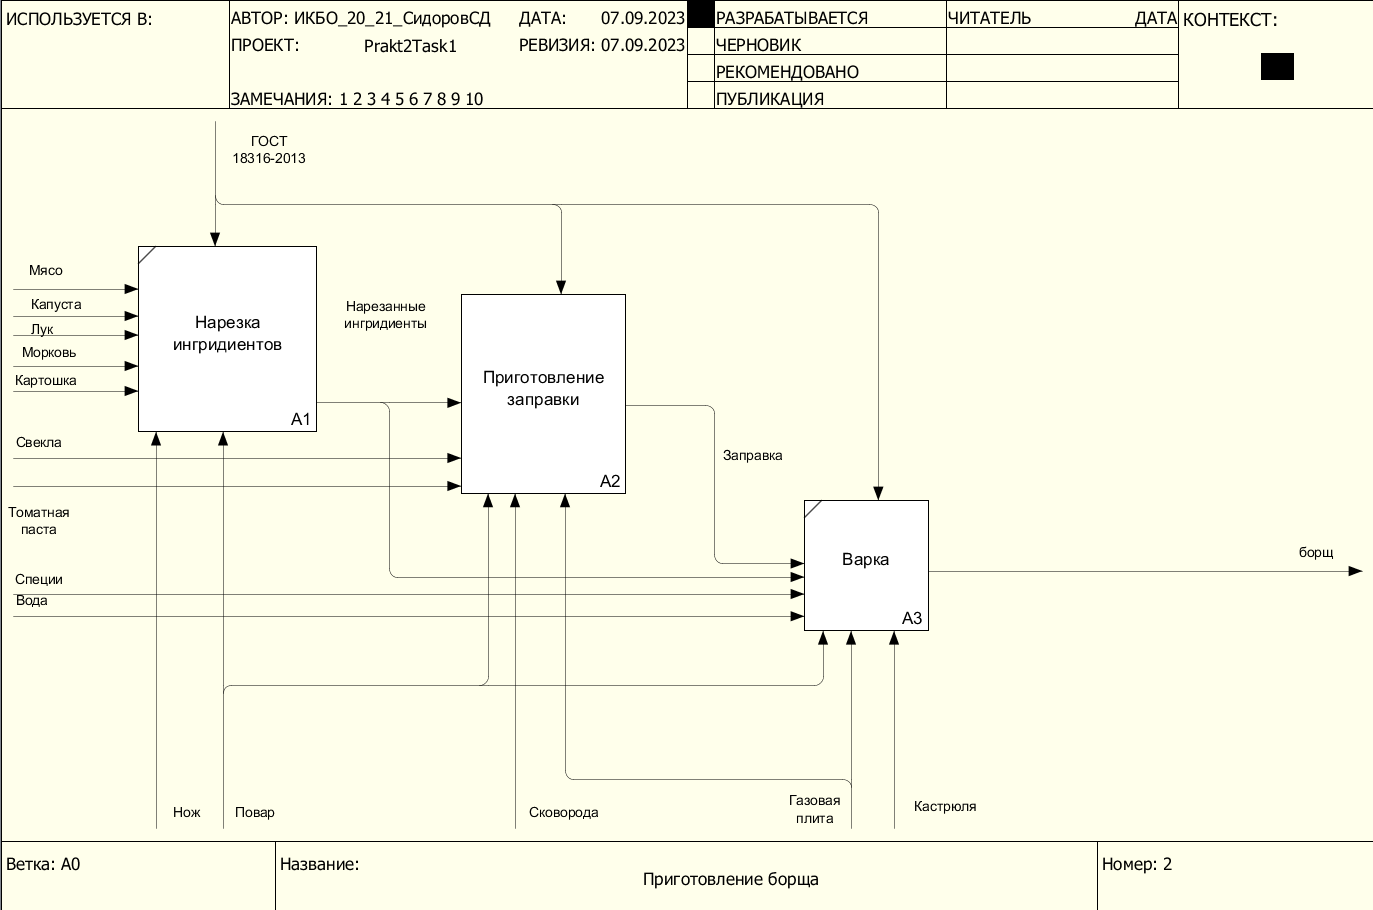 ИСПОЛЬЗУЕТСЯ В:
АВТОР: ИКБО_20_21_СидоровСД
ДАТА: 07.09.2023
ПРОЕКТ: Prakt2Task1
РЕВИЗИЯ: 07.09.2023
ЗАМЕЧАНИЯ: 1 2 3 4 5 6 7 8 9 10
РАЗРАБАТЫВАЕТСЯ
ЧЕРНОВИК
РЕКОМЕНДОВАНО
ПУБЛИКАЦИЯ
ЧИТАТЕЛЬ
ДАТА
КОНТЕКСТ:
ГОСТ
18316-2013
Мясо
Капуста
Лук
Морковь
Картошка
Нарезка
ингридиентов
A1
Нарезанные
ингридиенты
Приготовление
заправки
A2
Свекла
Томатная
паста
Заправка
Специи
Вода
Варка
A3
борщ
Нож
Повар
Сковорода
Газовая
плита
Кастрюля
Ветка: A0
Название:
Приготовление борща
Номер: 2